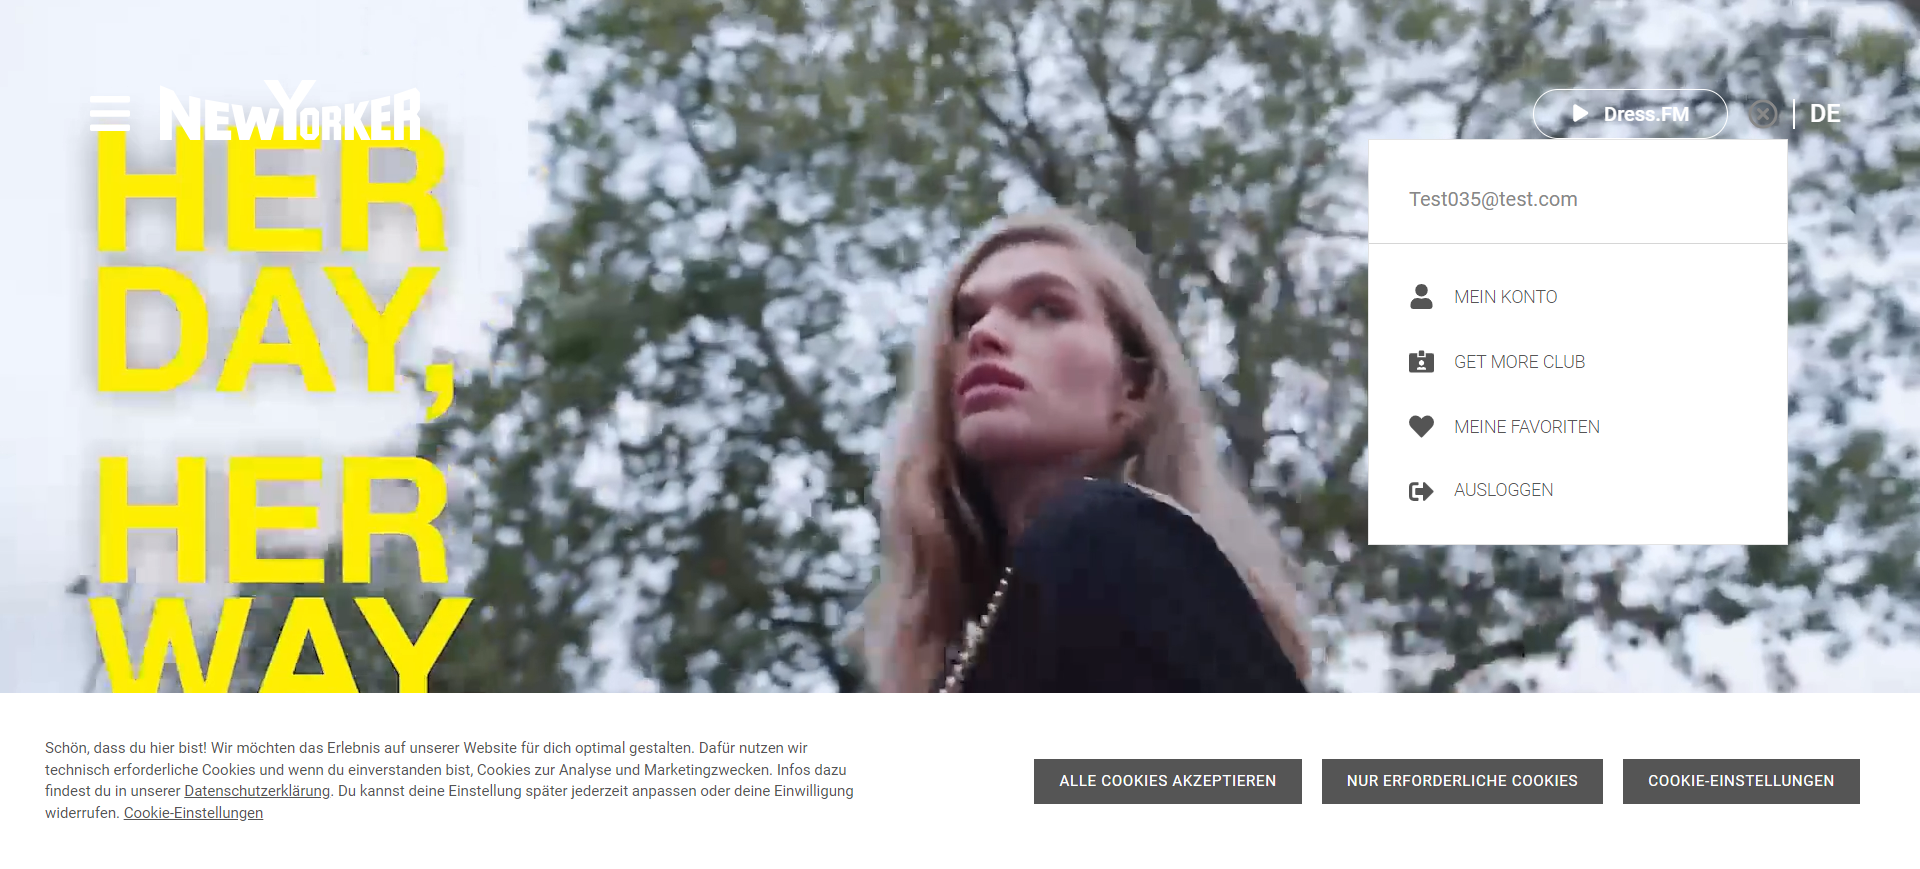 NEWYORKER
Dress.FM
DE
HER
DAY,
HER
WAY
Test035@test.com
MEIN KONTO
GET MORE CLUB
MEINE FAVORITEN
AUSLOGGEN
Schön, dass du hier bist! Wir möchten das Erlebnis auf unserer Website für dich optimal gestalten. Dafür nutzen wir
technisch erforderliche Cookies und wenn du einverstanden bist, Cookies zur Analyse und Marketingzwecken. Infos dazu
findest du in unserer Datenschutzerklärung. Du kannst deine Einstellung später jederzeit anpassen oder deine Einwilligung
widerrufen. Cookie-Einstellungen
ALLE COOKIES AKZEPTIEREN
NUR ERFORDERLICHE COOKIES
COOKIE-EINSTELLUNGEN